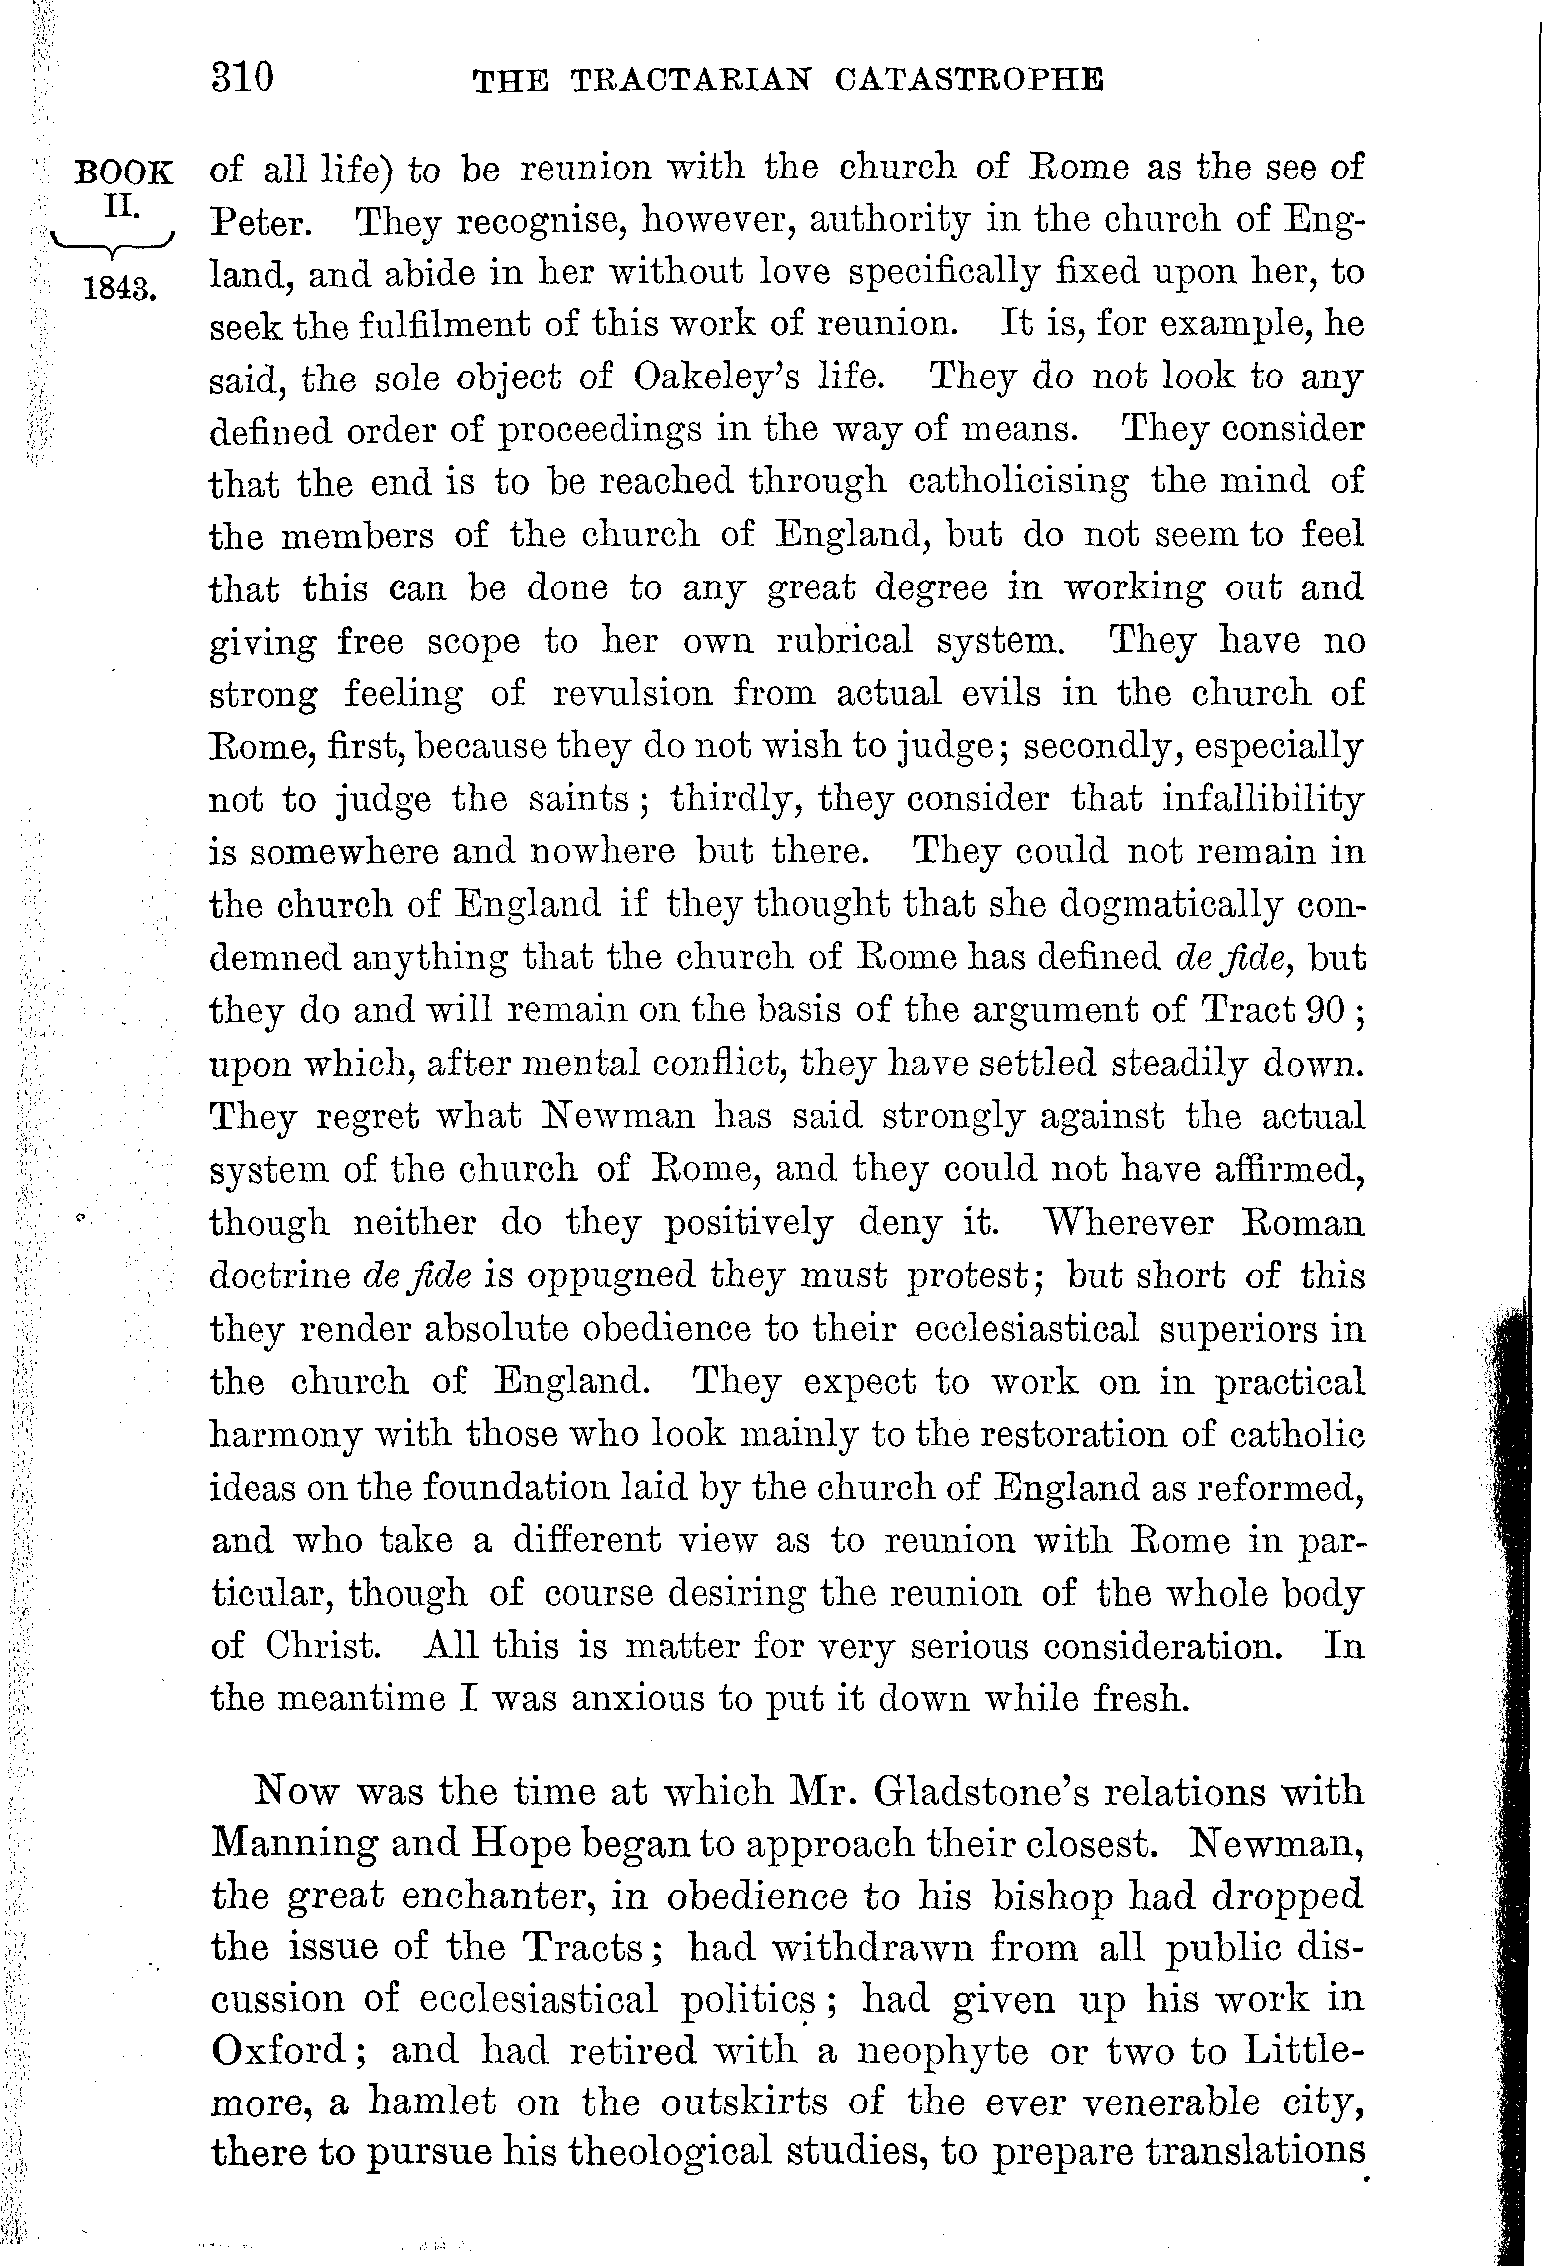 310 THE TRACTARIAN CATASTROPHE
BOOK
II.
1843.
of all life) to be reunion with the church of Rome as the see of
Peter. They recognise, however, authority in the church of Eng-
land, and abide in her without love specifically fixed upon her, to
seek the fulfilment of this work of reunion. It is, for example, he
said, the sole object of Oakeley's life. They do not look to any
defined order of proceedings in the way of means. They consider
that the end is to be reached through catholicising the mind of
the members of the church of England, but do not seem to feel
that this can be done to any great degree in working out and
giving free scope to her own rubrical system. They have no
strong feeling of revulsion from actual evils in the church of
Rome, first, because they do not wish to judge; secondly, especially
not to judge the saints; thirdly, they consider that infallibility
is somewhere and nowhere but there. They could not remain in
the church of England if they thought that she dogmatically con-
demned anything that the church of Rome has defined de fide, but
they do and will remain on the basis of the argument of Tract 90;
upon which, after mental conflict, they have settled steadily down.
They regret what Newman has said strongly against the actual
system of the church of Rome, and they could not have affirmed,
though neither do they positively deny it. Wherever Roman
doctrine de fide is oppugned they must protest; but short of this
they render absolute obedience to their ecclesiastical superiors in
the church of England. They expect to work on in practical
harmony with those who look mainly to the restoration of catholic
ideas on the foundation laid by the church of England as reformed,
and who take a different view as to reunion with Rome in par-
ticular, though of course desiring the reunion of the whole body
of Christ. All this is matter for very serious consideration. In
the meantime I was anxious to put it down while fresh.
Now was the time at which Mr. Gladstone's relations with
Manning and Hope began to approach their closest. Newman,
the great enchanter, in obedience to his bishop had dropped
the issue of the Tracts; had withdrawn from all public dis-
cussion of ecclesiastical politics; had given up his work in
Oxford; and had retired with a neophyte or two to Little-
more, a hamlet on the outskirts of the ever venerable city,
there to pursue his theological studies, to prepare translations